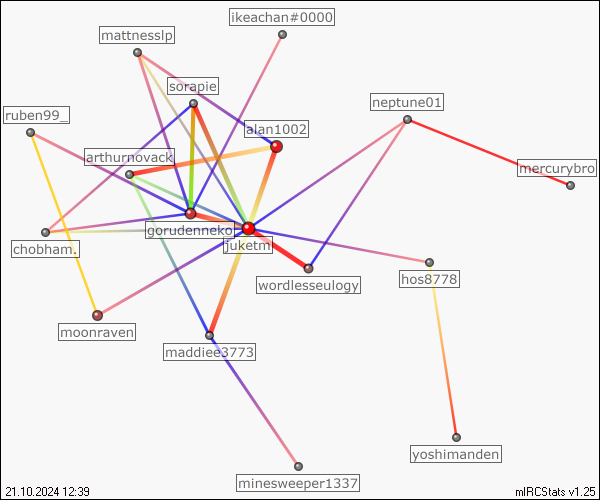 ikeachan#0000
mattnesslp
sorapie
neptune01
ruben99_
alan1002
arthurnovack
mercurybro
gorudenneko
juketm
chobham.
hos8778
wordlesseulogy
moonraven
maddiee3773
yoshimanden
minesweeper1337
21.10.2024 12:39
mIRCStats v1.25